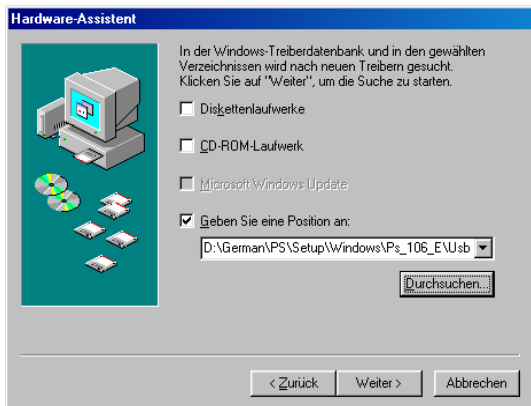 Hardware-Assistent
In der Windows-Treiberdatenbank und in den gewählten
Verzeichnissen wird nach neuen Treibern gesucht.
Klicken Sie auf "Weiter", um die Suche zu starten.
Diskettenlaufwerke
CD-ROM-Laufwerk
Microsoft Windows Update
Geben Sie eine Position an:
D:\German\PS\Setup\Windows\Ps_106_E\Usb
Durchsuchen...
< Zurück
Weiter >
Abbrechen